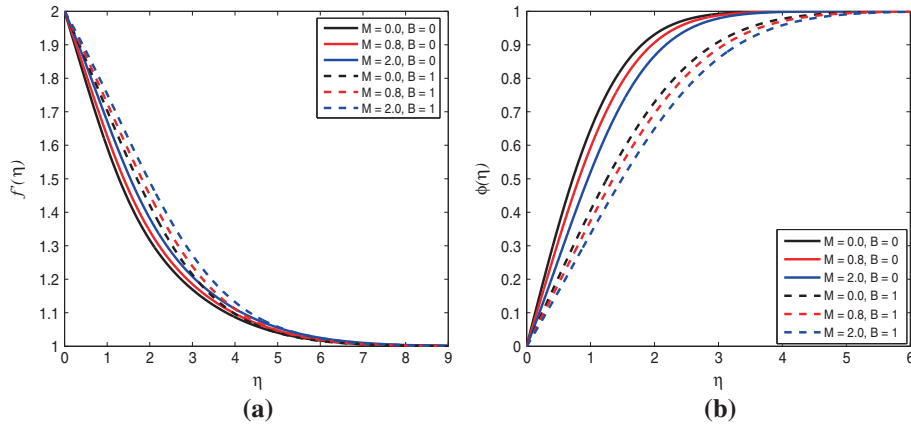 2
1.9
1.8
1.7
1.6
1.5
1.4
1.3
1.2
1.1
1
f'(η)
0 1 2 3 4 5 6 7 8 9
η
M = 0.0, B = 0
M = 0.8, B = 0
M = 2.0, B = 0
M = 0.0, B = 1
M = 0.8, B = 1
M = 2.0, B = 1
(a)
1
0.9
0.8
0.7
0.6
0.5
0.4
0.3
0.2
0.1
0
ϕ(η)
0 1 2 3 4 5 6
η
M = 0.0, B = 0
M = 0.8, B = 0
M = 2.0, B = 0
M = 0.0, B = 1
M = 0.8, B = 1
M = 2.0, B = 1
(b)